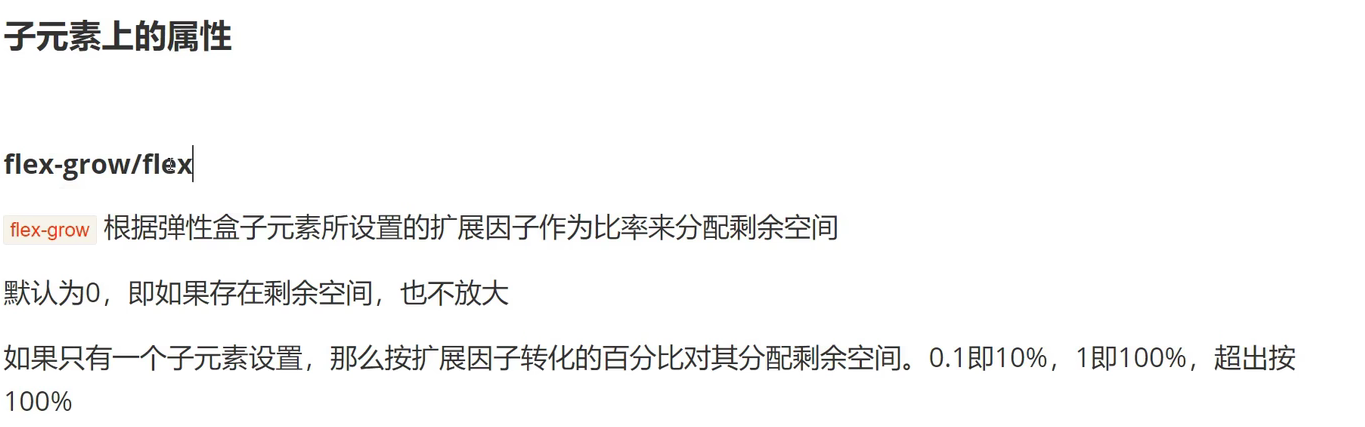 子元素上的属性
flex-grow/flex
flex-grow 根据弹性盒子元素所设置的扩展因子作为比率来分配剩余空间
默认为0，即如果存在剩余空间，也不放大
如果只有一个子元素设置，那么按扩展因子转化的百分比对其分配剩余空间。0.1即10%，1即100%，超出按
100%